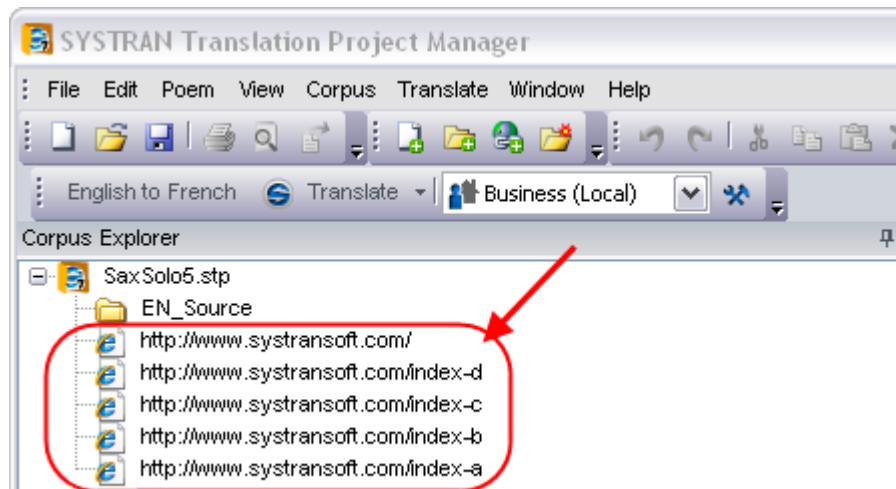 SYSTRAN Translation Project Manager
File Edit Poem View Corpus Translate Window Help
English to French Translate Business (Local)
Corpus Explorer
SaxSolo5.stp
EN_Source
http://www.systransoft.com/
http://www.systransoft.com/index-d
http://www.systransoft.com/index-c
http://www.systransoft.com/index-b
http://www.systransoft.com/index-a